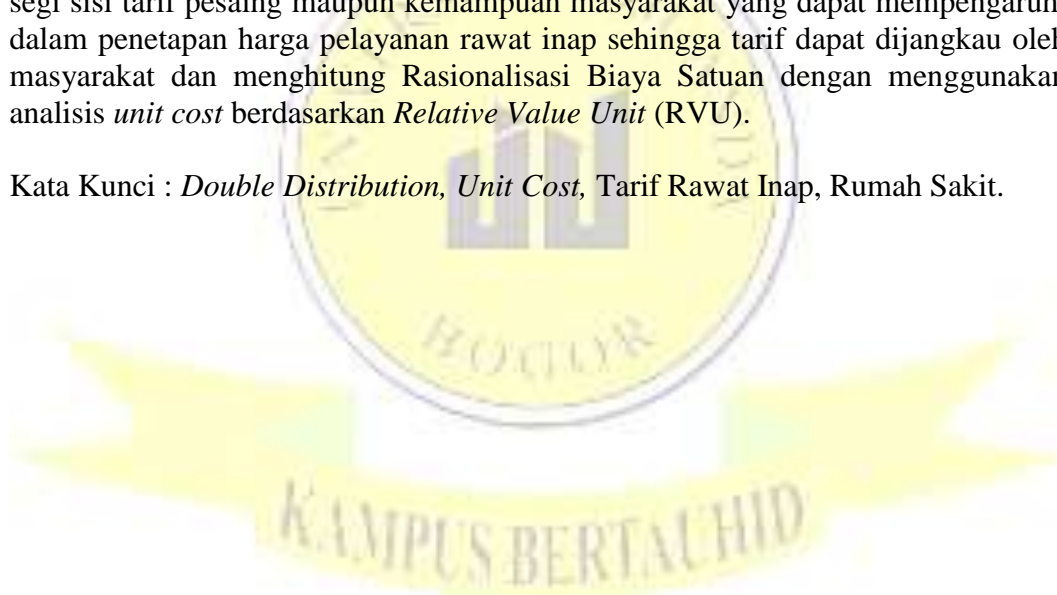 segi sisi tarif pesaing maupun kemampuan masyarakat yang dapat mempengaruhi
dalam penetapan harga pelayanan rawat inap sehingga tarif dapat dijangkau oleh
masyarakat dan menghitung Rasionalisasi Biaya Satuan dengan menggunakan
analisis unit cost berdasarkan Relative Value Unit (RVU).
Kata Kunci : Double Distribution, Unit Cost, Tarif Rawat Inap, Rumah Sakit.
BOGOR
KAMPUS BERTAUHID